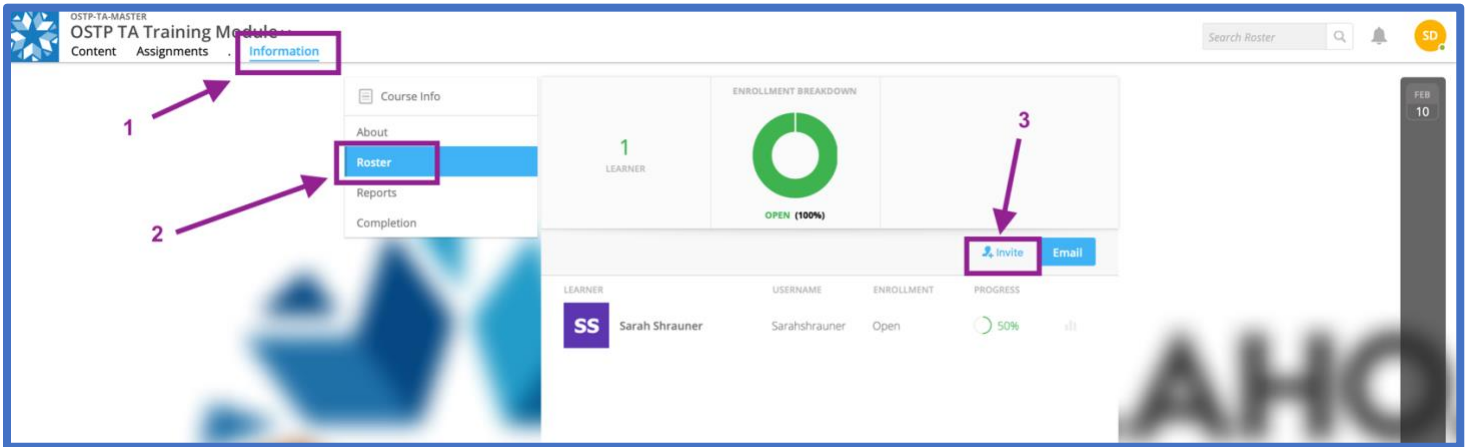 OSTP-TA-MASTER
OSTP TA Training Module
Content Assignments . Information
Search Roster
SD
FEB
10
1
2
3
Course Info
About
Roster
Reports
Completion
1
LEARNER
ENROLLMENT BREAKDOWN
OPEN (100%)
Invite Email
LEARNER USERNAME ENROLLMENT PROGRESS
SS Sarah Shrauner Sarahshrauner Open 50%
AHO